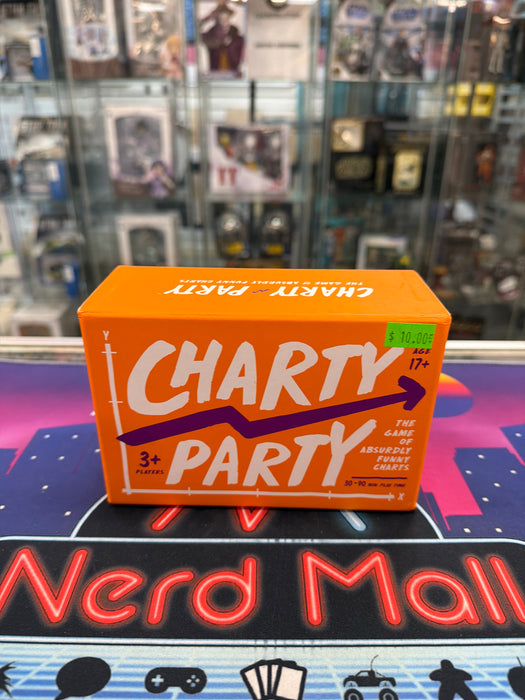 CHARTY PARTY
THE GAME OF ABSURDLY FUNNY CHARTS
$ 10.00
Y
CHARTY
AGE
17+
PARTY
3+
PLAYERS
THE
GAME
OF
ABSURDLY
FUNNY
CHARTS
30-90 MIN PLAY TIME
X
Nerd Mall